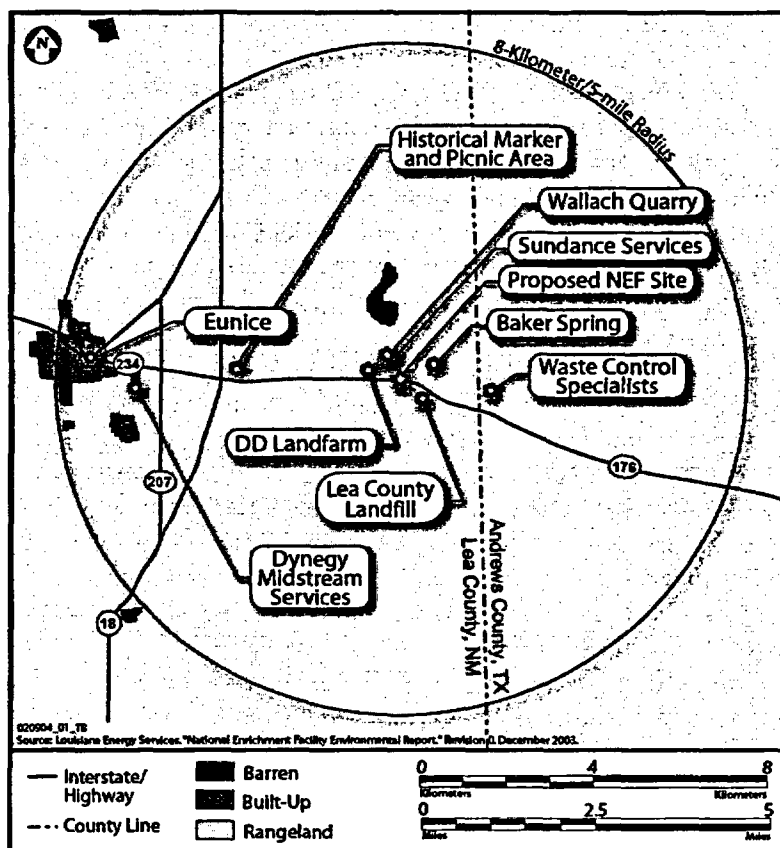 N
8-Kilometer/5-mile Radius
Historical Marker
and Picnic Area
Wallach Quarry
Sundance Services
Proposed NEF Site
Eunice
Baker Spring
234
Waste Control
Specialists
DD Landfarm
176
207
Lea County
Landfill
Andrews County, TX
Lea County, NM
Dynegy
Midstream
Services
18
020904_01_TB
Source: Louisiana Energy Services. "National Enrichment Facility Environmental Report." Revision 0. December 2003.
Interstate/
Highway
County Line
Barren
Built-Up
Rangeland
0 4 8
Kilometers Kilometers
0 2.5 5
Miles Miles